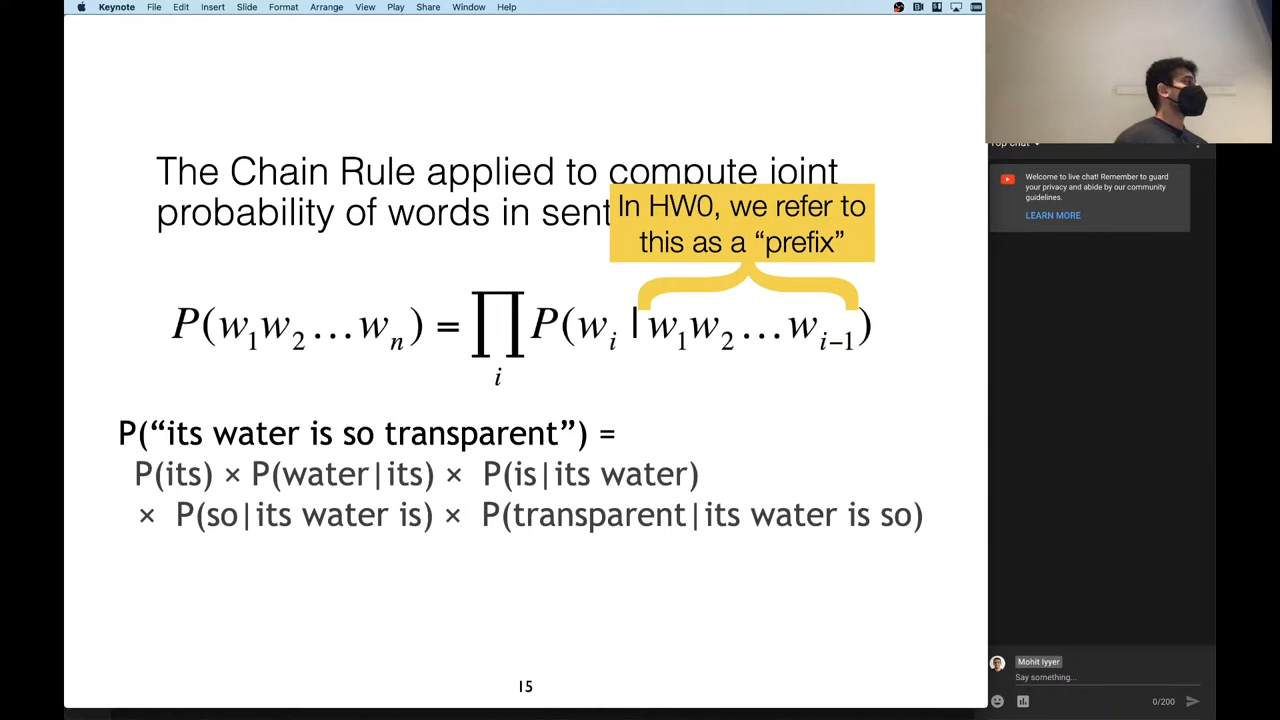 Keynote File Edit Insert Slide Format Arrange View Play Share Window Help
The Chain Rule applied to compute joint
probability of words in sent
In HW0, we refer to
this as a “prefix”
P(w₁w₂…wₙ) = ∏ᵢ P(wᵢ | w₁w₂…wᵢ₋₁)
P(“its water is so transparent”) =
P(its) × P(water|its) × P(is|its water)
× P(so|its water is) × P(transparent|its water is so)
15
Top chat
Welcome to live chat! Remember to guard
your privacy and abide by our community
guidelines.
LEARN MORE
Mohit Iyyer
Say something...
0/200